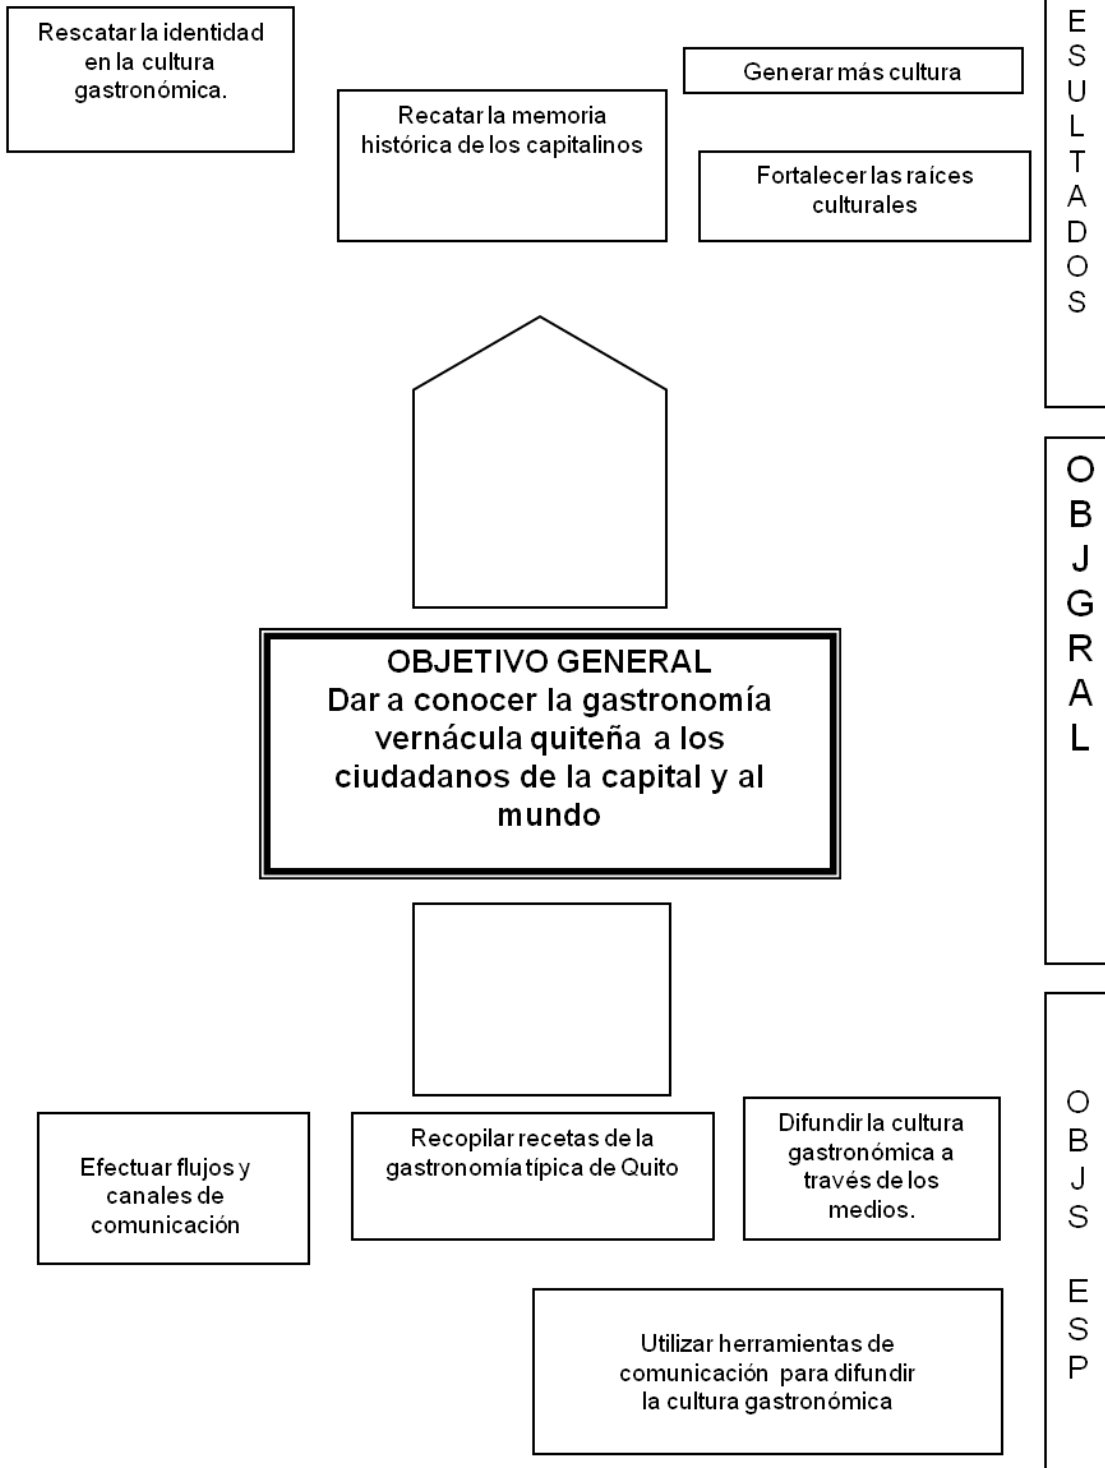 Rescatar la identidad
en la cultura
gastronómica.
Recatar la memoria
histórica de los capitalinos
Generar más cultura
Fortalecer las raíces
culturales
E
S
U
L
T
A
D
O
S
OBJETIVO GENERAL
Dar a conocer la gastronomía
vernácula quiteña a los
ciudadanos de la capital y al
mundo
O
B
J
G
R
A
L
Efectuar flujos y
canales de
comunicación
Recopilar recetas de la
gastronomía típica de Quito
Difundir la cultura
gastronómica a
través de los
medios.
Utilizar herramientas de
comunicación para difundir
la cultura gastronómica
O
B
J
S
E
S
P